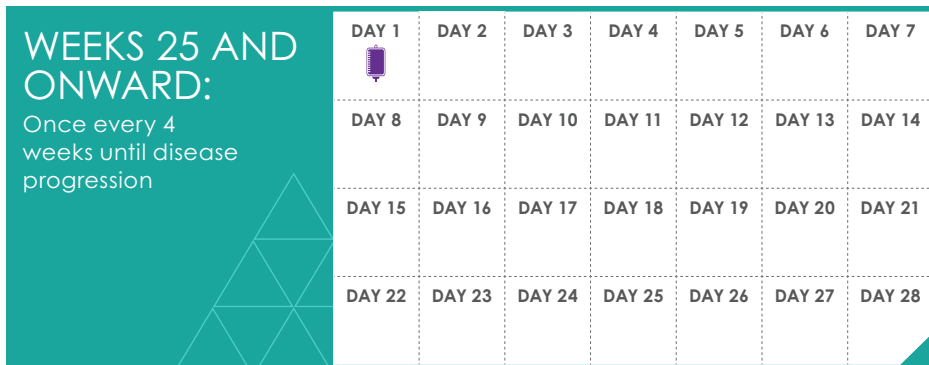 WEEKS 25 AND
ONWARD:
Once every 4
weeks until disease
progression
DAY 1 DAY 2 DAY 3 DAY 4 DAY 5 DAY 6 DAY 7
DAY 8 DAY 9 DAY 10 DAY 11 DAY 12 DAY 13 DAY 14
DAY 15 DAY 16 DAY 17 DAY 18 DAY 19 DAY 20 DAY 21
DAY 22 DAY 23 DAY 24 DAY 25 DAY 26 DAY 27 DAY 28